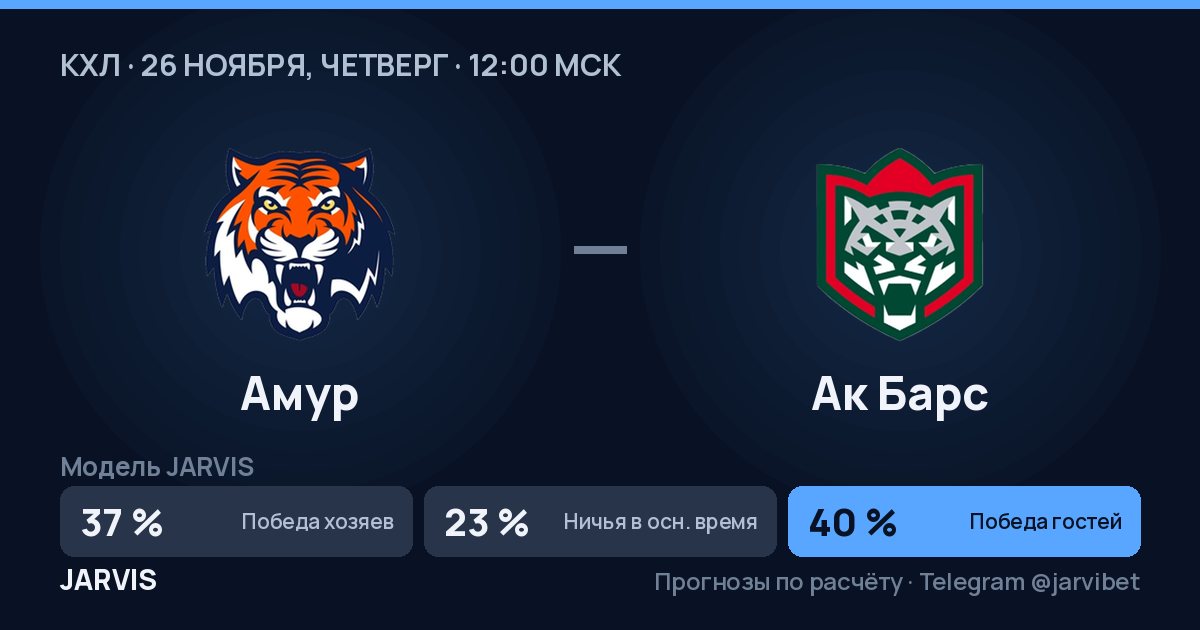 КХЛ · 26 НОЯБРЯ, ЧЕТВЕРГ · 12:00 МСК
—
Амур
Ак Барс
Модель JARVIS
37 % Победа хозяев
23 % Ничья в осн. время
40 % Победа гостей
JARVIS
Прогнозы по расчёту · Telegram @jarvibet